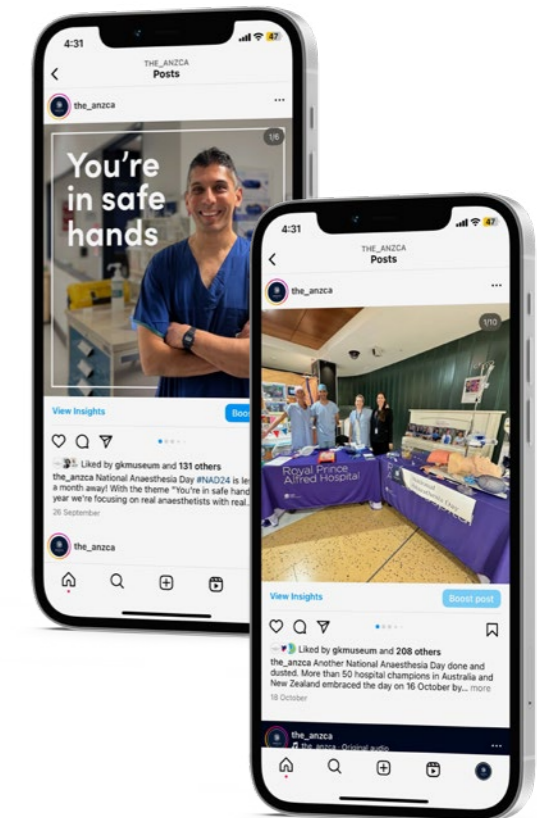 4:31
47
THE_ANZCA
Posts
the_anzca
1/6
You're
in safe
hands
View Insights
Liked by gkmuseum and 131 others
the_anzca National Anaesthesia Day #NAD24 is
a month away! With the theme "You're in safe
year we're focusing on real anaesthetists with real
26 September
the_anzca
4:31
47
THE_ANZCA
Posts
the_anzca
1/10
Royal Prince
Alfred Hospital
National
Anaesthesia Day
View Insights
Boost post
Liked by gkmuseum and 208 others
the_anzca Another National Anaesthesia Day done and
dusted. More than 50 hospital champions in Australia and
New Zealand embraced the day on 16 October by... more
18 October
the_anzca
the_anzca · Original audio